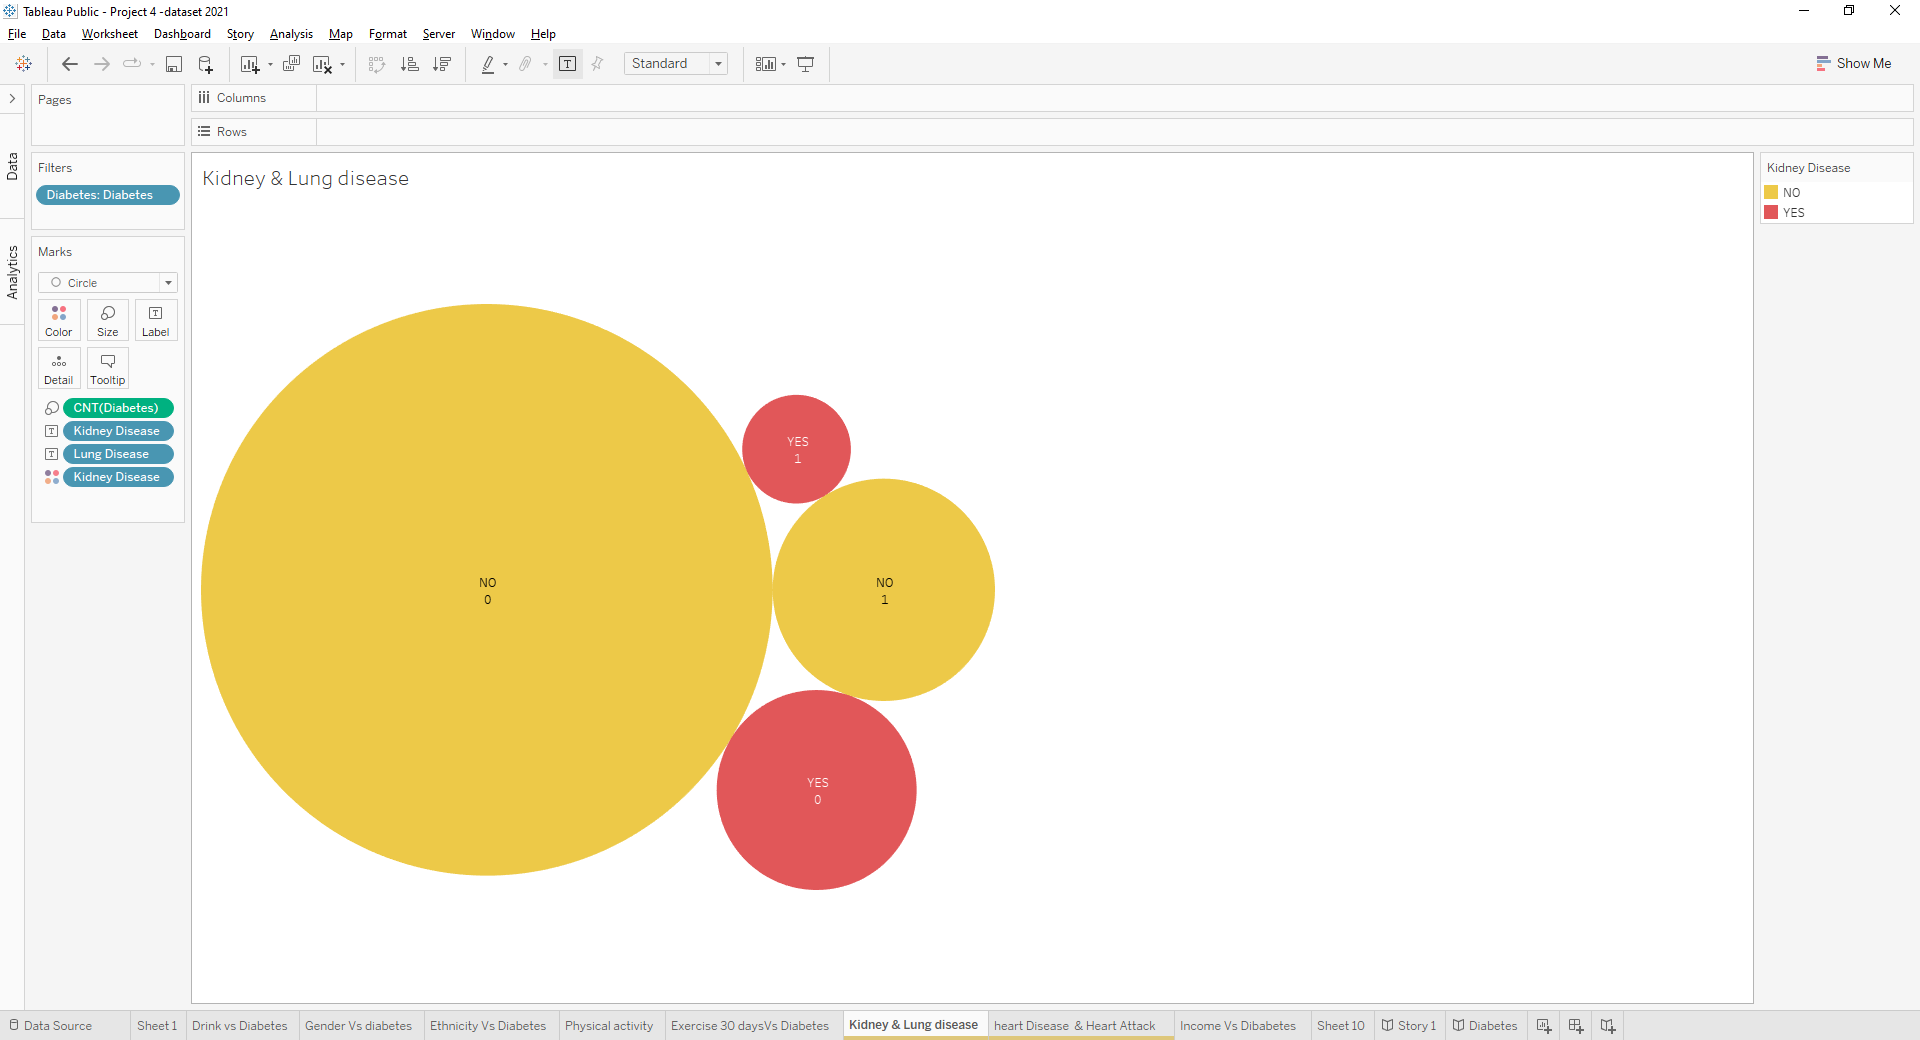 Tableau Public - Project 4 -dataset 2021
File Data Worksheet Dashboard Story Analysis Map Format Server Window Help
Standard
Show Me
Data
Analytics
Pages
Filters
Diabetes: Diabetes
Marks
Circle
Color Size Label
Detail Tooltip
CNT(Diabetes)
T Kidney Disease
T Lung Disease
Kidney Disease
Columns
Rows
Kidney & Lung disease
YES
1
NO
0
NO
1
YES
0
Kidney Disease
NO
YES
Data Source Sheet 1 Drink vs Diabetes Gender Vs diabetes Ethnicity Vs Diabetes Physical activity Exercise 30 daysVs Diabetes Kidney & Lung disease heart Disease & Heart Attack Income Vs Dibabetes Sheet 10 Story 1 Diabetes